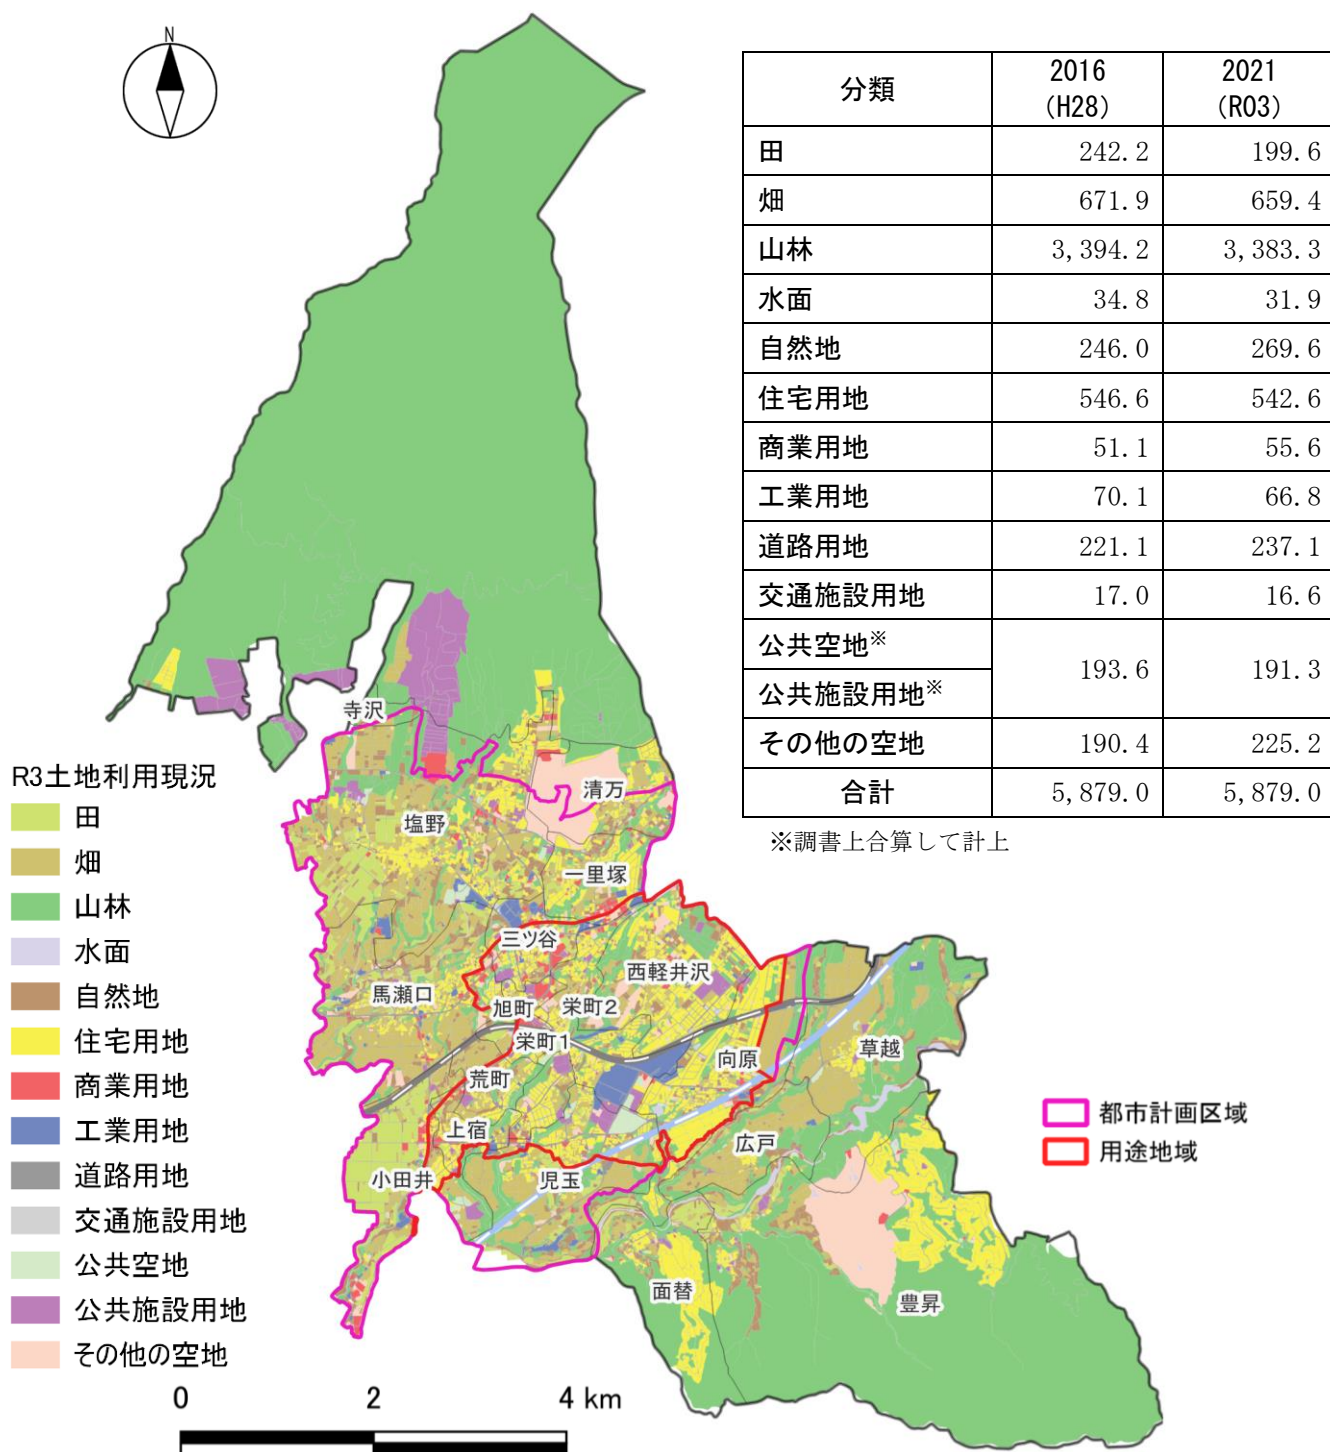 N
分類 2016 (H28) 2021 (R03)
田 242.2 199.6
畑 671.9 659.4
山林 3,394.2 3,383.3
水面 34.8 31.9
自然地 246.0 269.6
住宅用地 546.6 542.6
商業用地 51.1 55.6
工業用地 70.1 66.8
道路用地 221.1 237.1
交通施設用地 17.0 16.6
公共空地※
公共施設用地※ 193.6 191.3
その他の空地 190.4 225.2
合計 5,879.0 5,879.0
※調書上合算して計上
寺沢
清万
塩野
一里塚
三ツ谷
西軽井沢
馬瀬口
旭町
栄町2
栄町1
向原
草越
荒町
上宿
広戸
小田井
児玉
面替
豊昇
R3土地利用現況
田
畑
山林
水面
自然地
住宅用地
商業用地
工業用地
道路用地
交通施設用地
公共空地
公共施設用地
その他の空地
都市計画区域
用途地域
0 2 4 km